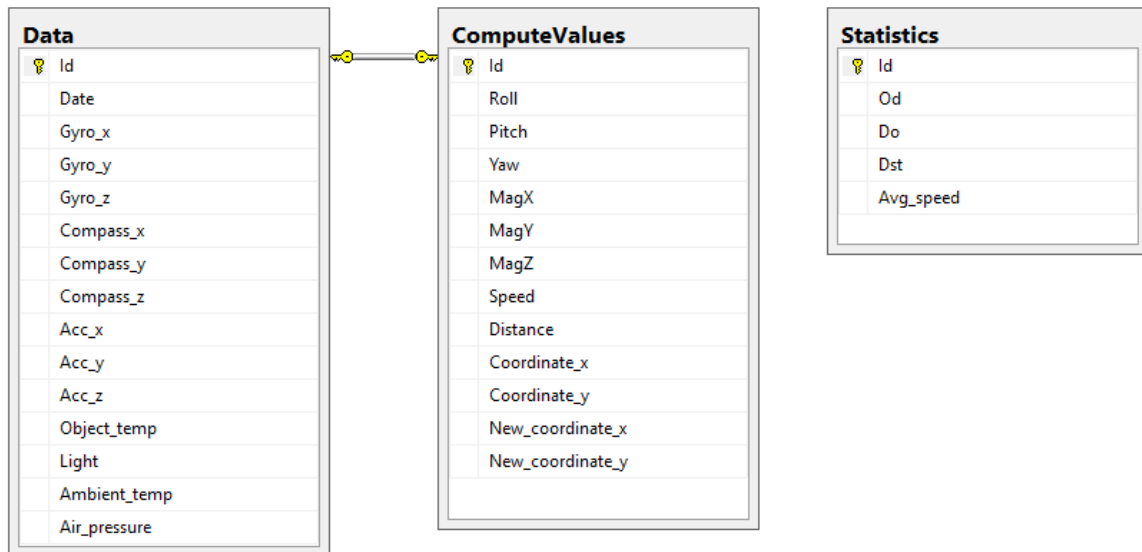 Data
Id
Date
Gyro_x
Gyro_y
Gyro_z
Compass_x
Compass_y
Compass_z
Acc_x
Acc_y
Acc_z
Object_temp
Light
Ambient_temp
Air_pressure
ComputeValues
Id
Roll
Pitch
Yaw
MagX
MagY
MagZ
Speed
Distance
Coordinate_x
Coordinate_y
New_coordinate_x
New_coordinate_y
Statistics
Id
Od
Do
Dst
Avg_speed